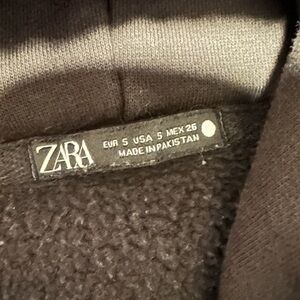 ZARA
EUR S USA S MEX 26
MADE IN PAKISTAN